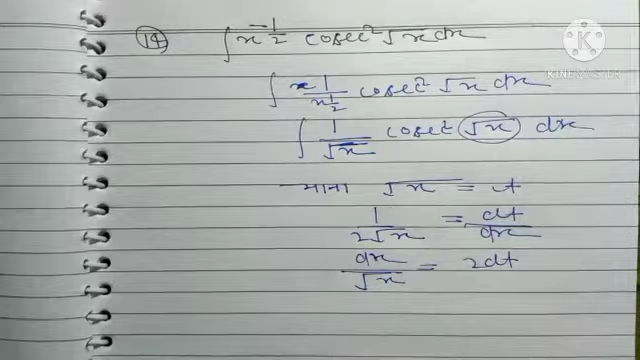 14 ∫ x^(-1/2) cosec² √x dx
∫ x 1/x^(1/2) cosec² √x dx
∫ 1/√x cosec² √x dx
माना √x = t
1/(2√x) = dt/dx
dx/√x = 2dt
KINEMASTER